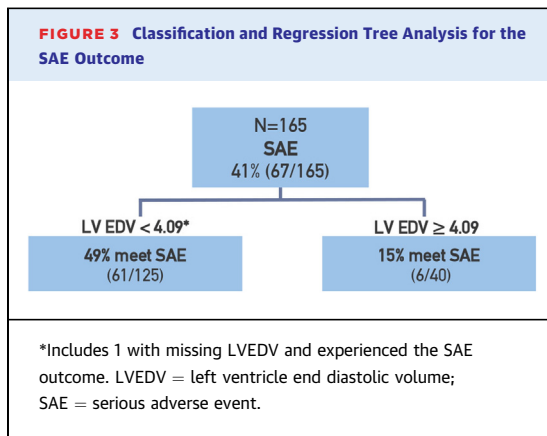 FIGURE 3 Classification and Regression Tree Analysis for the
SAE Outcome
N=165
SAE
41% (67/165)
LV EDV < 4.09*
LV EDV ≥ 4.09
49% meet SAE
(61/125)
15% meet SAE
(6/40)
*Includes 1 with missing LVEDV and experienced the SAE
outcome. LVEDV = left ventricle end diastolic volume;
SAE = serious adverse event.